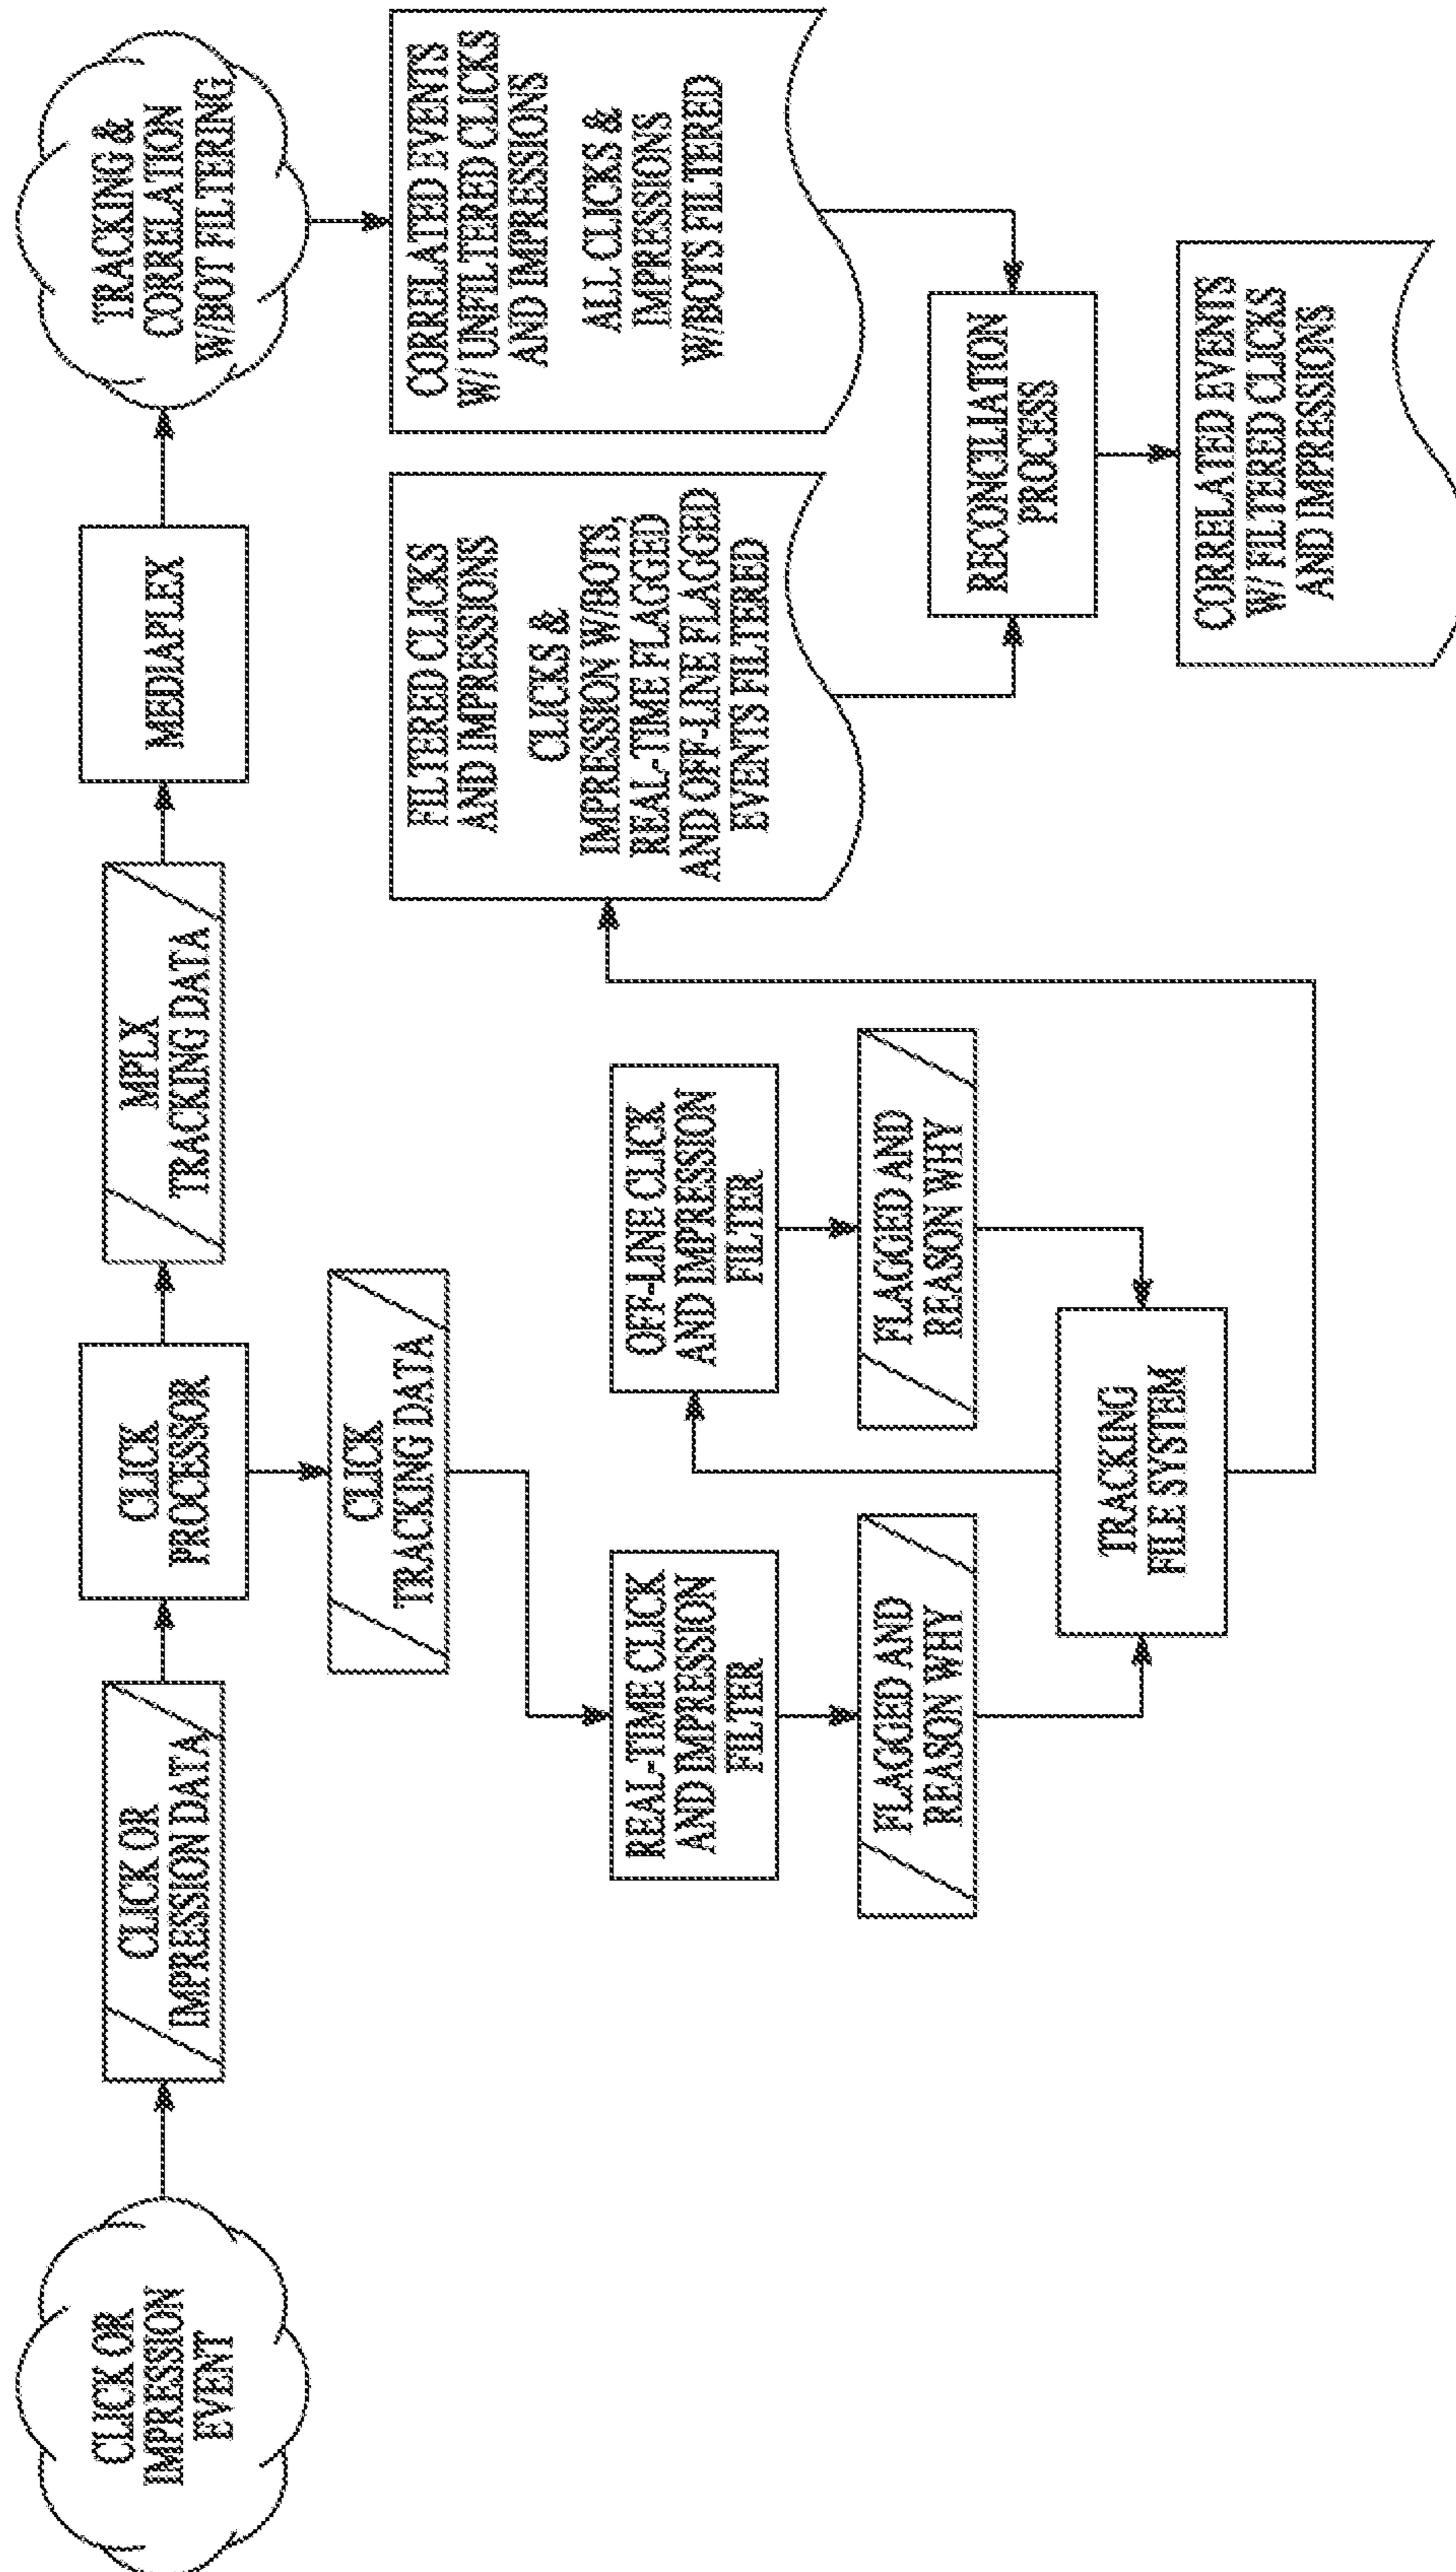 CLICK OR
IMPRESSION
EVENT
CLICK OR
IMPRESSION DATA
CLICK
PROCESSOR
MPLX
TRACKING DATA
MEDIAPLEX
TRACKING &
CORRELATION
W/BOT FILTERING
CLICK
TRACKING DATA
REAL-TIME CLICK
AND IMPRESSION
FILTER
FLAGGED AND
REASON WHY
OFF-LINE CLICK
AND IMPRESSION
FILTER
FLAGGED AND
REASON WHY
TRACKING
FILE SYSTEM
FILTERED CLICKS
AND IMPRESSIONS
CLICKS &
IMPRESSION W/BOTS,
REAL-TIME FLAGGED
AND OFF-LINE FLAGGED
EVENTS FILTERED
CORRELATED EVENTS
W/ UNFILTERED CLICKS
AND IMPRESSIONS
ALL CLICKS &
IMPRESSIONS
W/BOTS FILTERED
RECONCILIATION
PROCESS
CORRELATED EVENTS
W/ FILTERED CLICKS
AND IMPRESSIONS